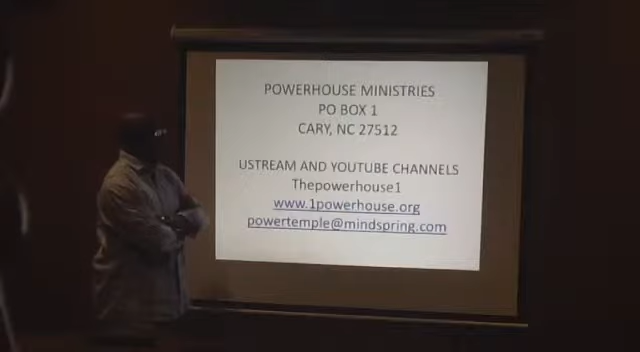 POWERHOUSE MINISTRIES
PO BOX 1
CARY, NC 27512
USTREAM AND YOUTUBE CHANNELS
Thepowerhouse1
www.1powerhouse.org
powertemple@mindspring.com